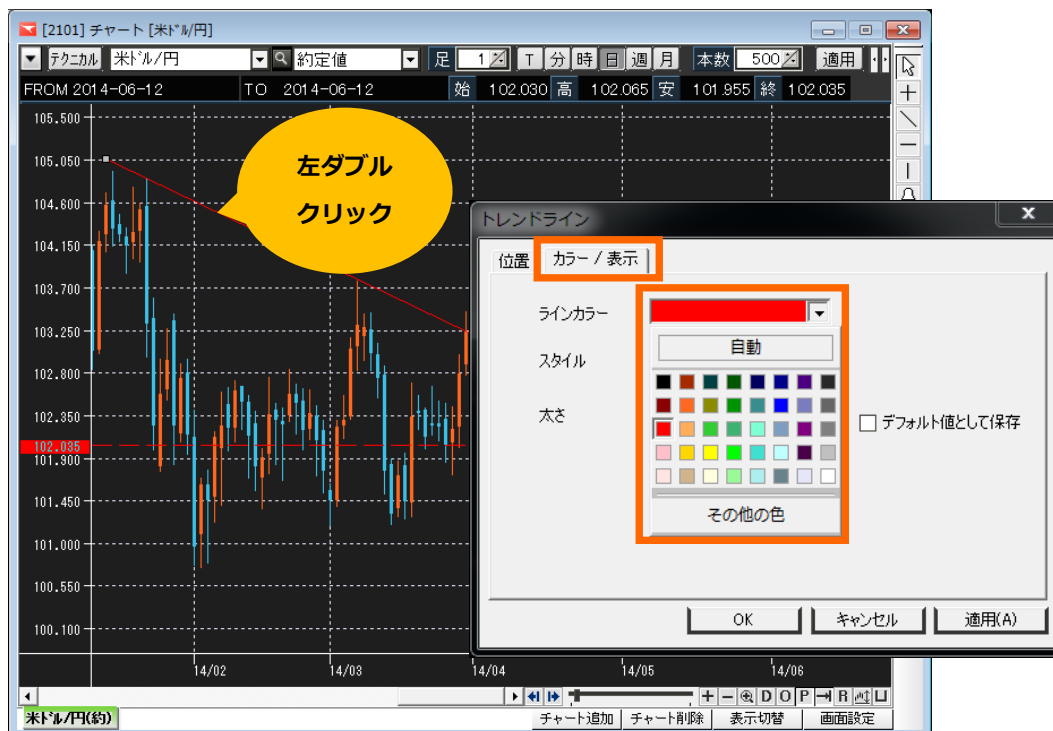 [2101] チャート [米ドル/円]
テクニカル 米ドル/円 約定値 足 1 T 分 時 日 週 月 本数 500 適用
FROM 2014-06-12 TO 2014-06-12 始 102.030 高 102.065 安 101.955 終 102.035
105.500
105.050
104.600
104.150
103.700
103.250
102.800
102.350
102.035
101.900
101.450
101.000
100.550
100.100
左ダブル
クリック
トレンドライン
位置 カラー / 表示
ラインカラー
自動
スタイル
太さ
デフォルト値として保存
その他の色
OK キャンセル 適用(A)
14/02 14/03 14/04 14/05 14/06
D O P R
米ドル/円(約) チャート追加 チャート削除 表示切替 画面設定